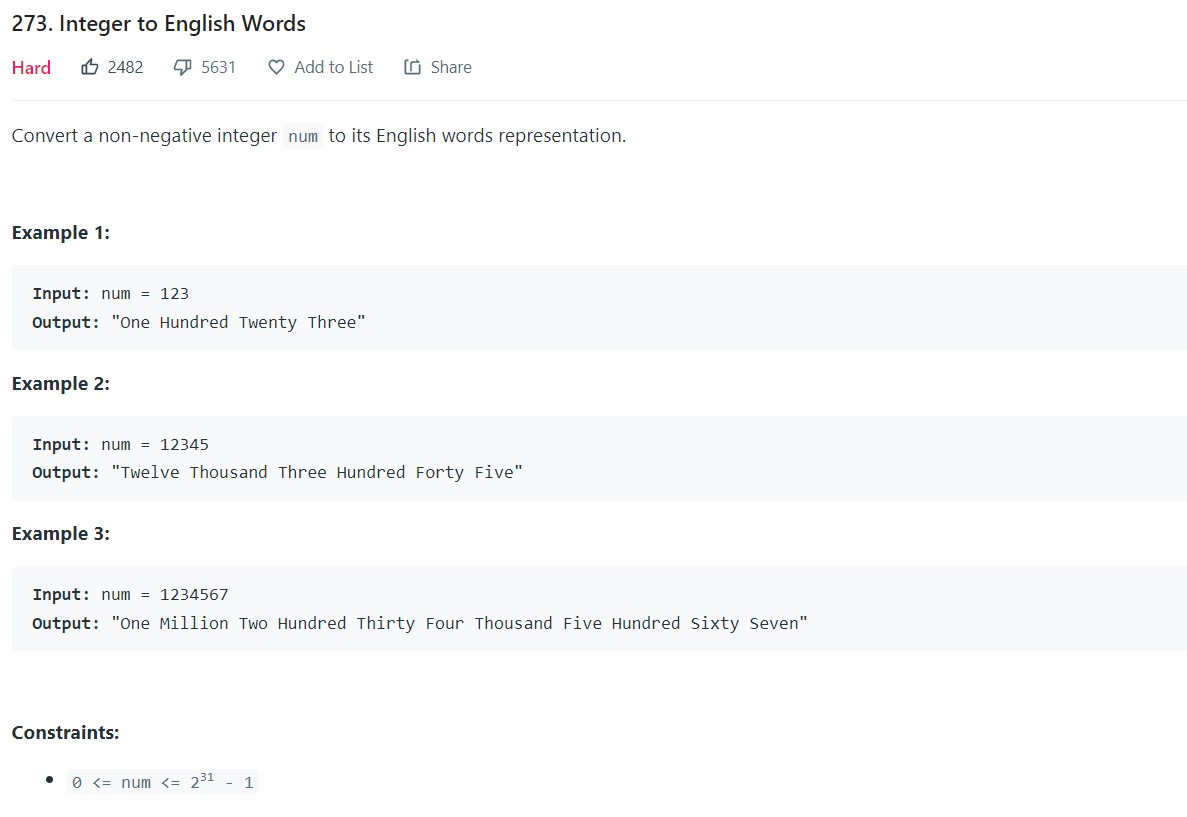 273. Integer to English Words
Hard 2482 5631 Add to List Share
Convert a non-negative integer num to its English words representation.
Example 1:
Input: num = 123
Output: "One Hundred Twenty Three"
Example 2:
Input: num = 12345
Output: "Twelve Thousand Three Hundred Forty Five"
Example 3:
Input: num = 1234567
Output: "One Million Two Hundred Thirty Four Thousand Five Hundred Sixty Seven"
Constraints:
• 0 <= num <= 2³¹ - 1